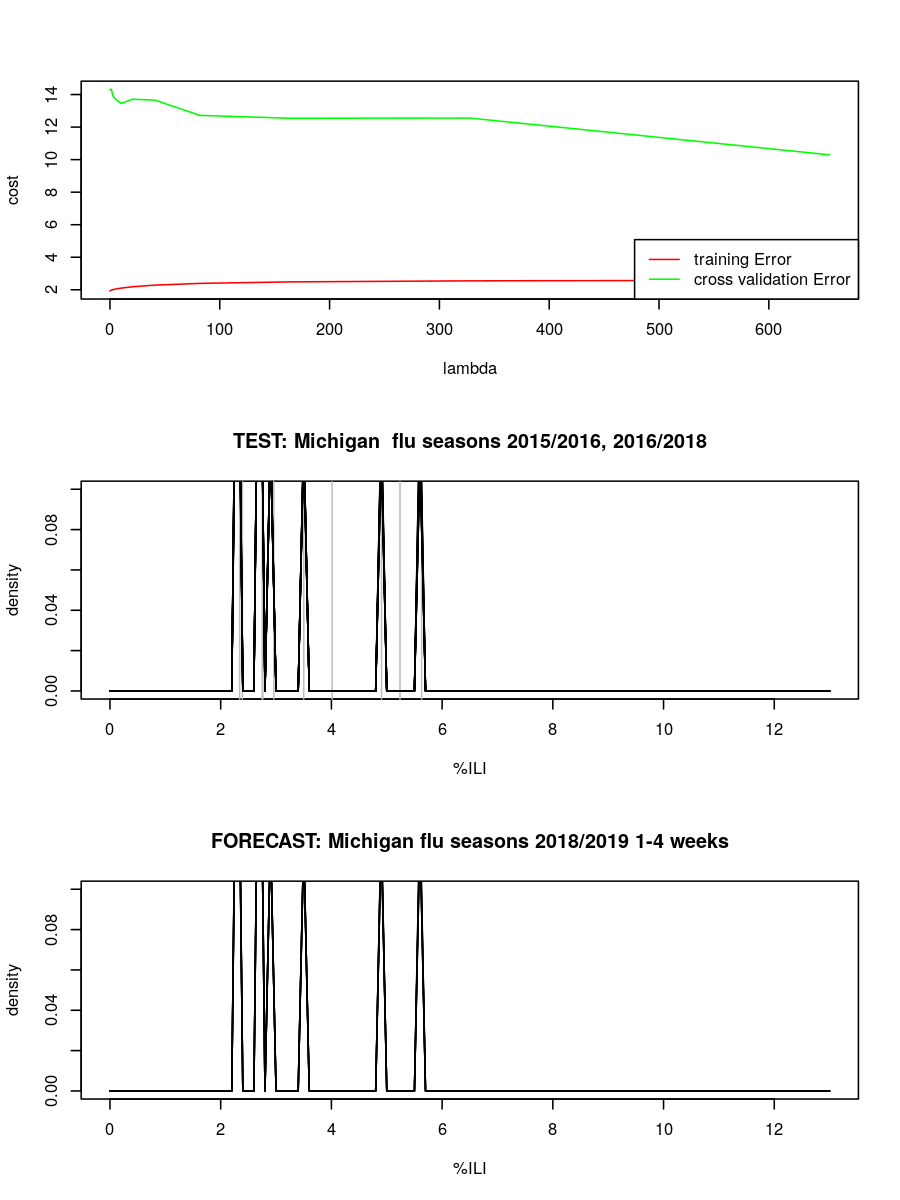 cost
14
12
10
8
6
4
2
training Error
cross validation Error
0 100 200 300 400 500 600
lambda
TEST: Michigan  flu seasons 2015/2016, 2016/2018
density
0.08
0.04
0.00
0 2 4 6 8 10 12
%ILI
FORECAST: Michigan flu seasons 2018/2019 1-4 weeks
density
0.08
0.04
0.00
0 2 4 6 8 10 12
%ILI